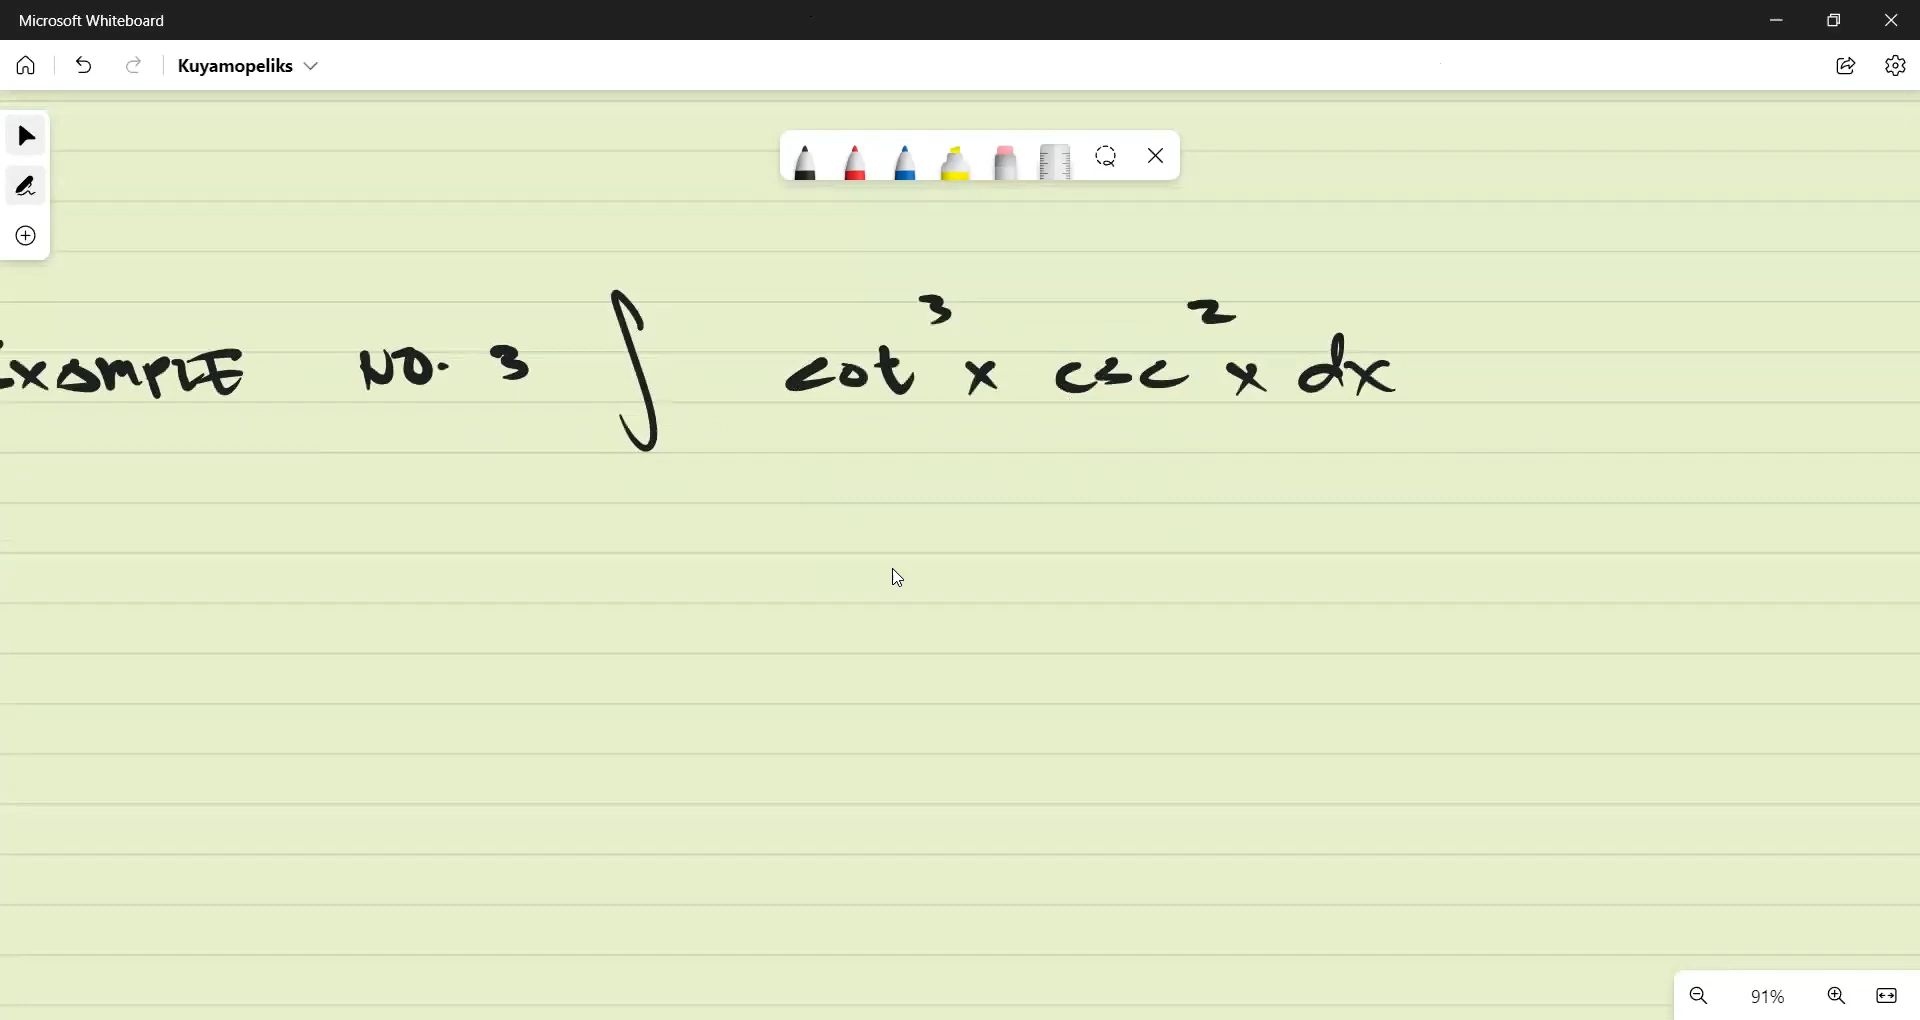 Microsoft Whiteboard
Kuyamopeliks
EXAMPLE NO. 3 ∫ cot³ x csc² x dx
91%